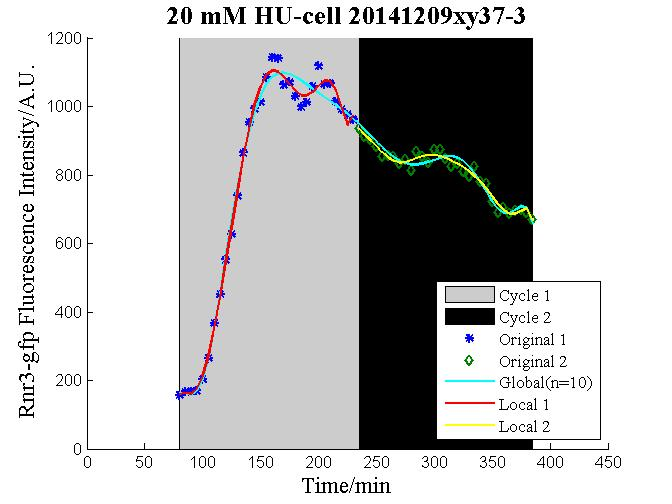 20 mM HU-cell 20141209xy37-3
Rnr3-gfp Fluorescence Intensity/A.U.
1200
1000
800
600
400
200
0
0 50 100 150 200 250 300 350 400 450
Time/min
Cycle 1
Cycle 2
Original 1
Original 2
Global(n=10)
Local 1
Local 2